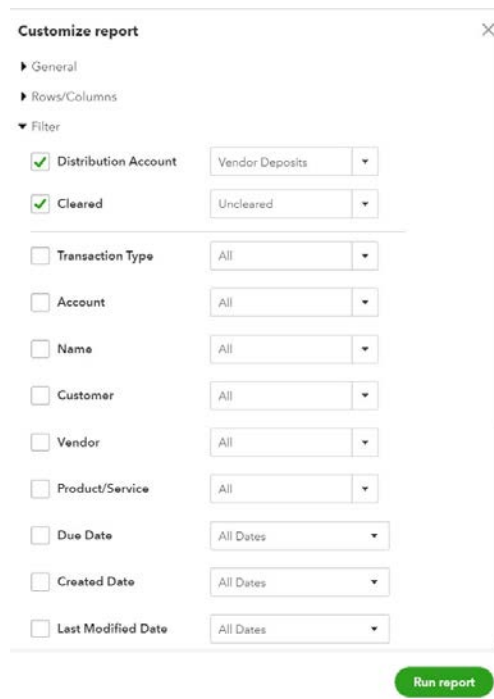 Customize report
General
Rows/Columns
Filter
Distribution Account Vendor Deposits
Cleared Uncleared
Transaction Type All
Account All
Name All
Customer All
Vendor All
Product/Service All
Due Date All Dates
Created Date All Dates
Last Modified Date All Dates
Run report